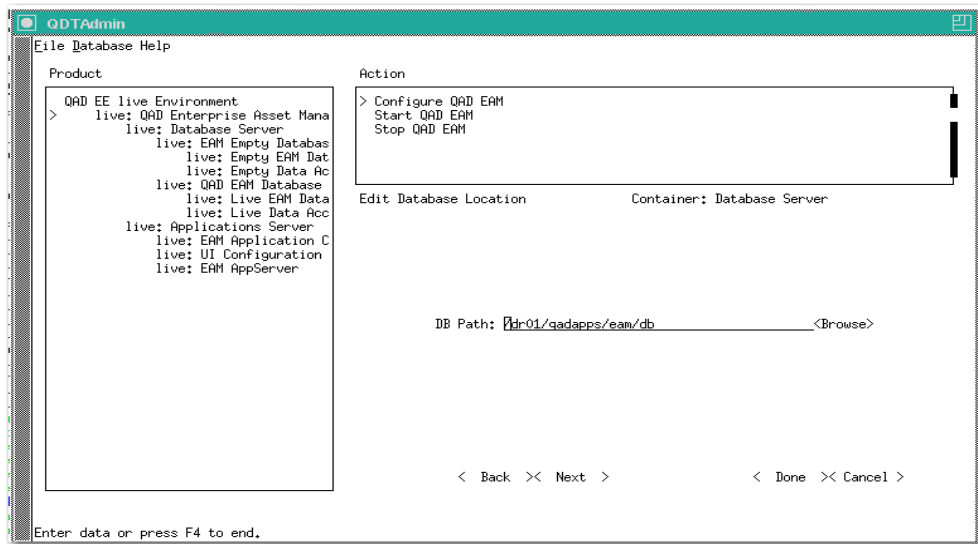 QDTAdmin
File Database Help
Product
QAD EE live Environment
> live: QAD Enterprise Asset Mana
live: Database Server
live: EAM Empty Databas
live: Empty EAM Dat
live: Empty Data Ac
live: QAD EAM Database
live: Live EAM Data
live: Live Data Acc
live: Applications Server
live: EAM Application C
live: UI Configuration
live: EAM AppServer
Action
> Configure QAD EAM
Start QAD EAM
Stop QAD EAM
Edit Database Location Container: Database Server
DB Path: /dr01/qadapps/eam/db <Browse>
< Back >< Next > < Done >< Cancel >
Enter data or press F4 to end.